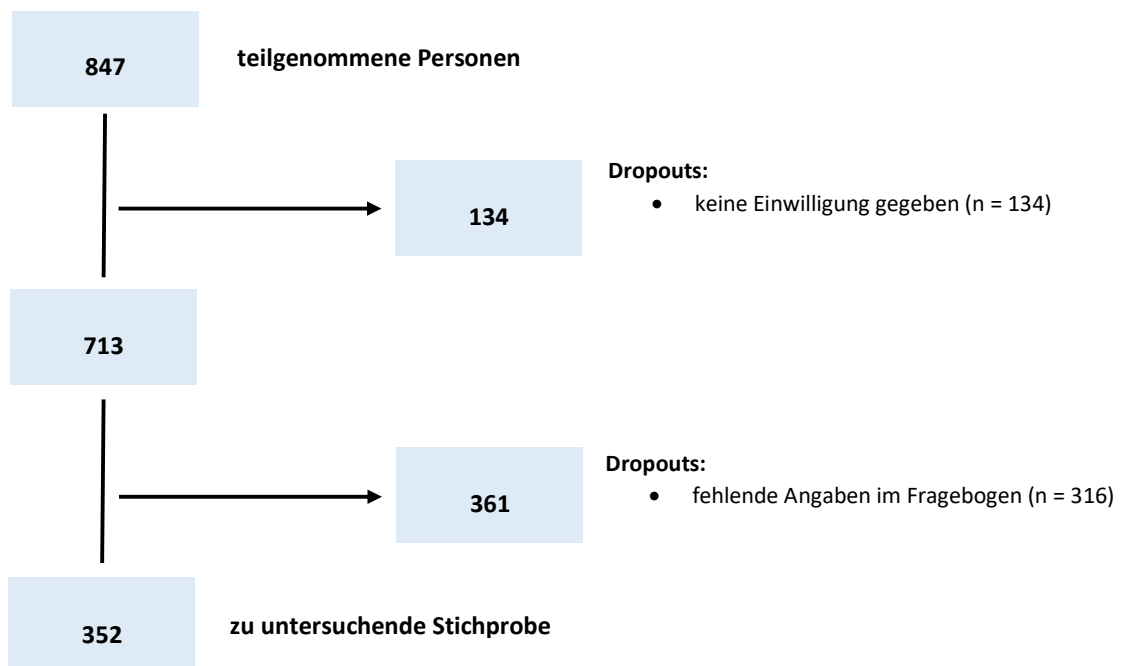 847
teilgenommene Personen
134
Dropouts:
• keine Einwilligung gegeben (n = 134)
713
361
Dropouts:
• fehlende Angaben im Fragebogen (n = 316)
352
zu untersuchende Stichprobe